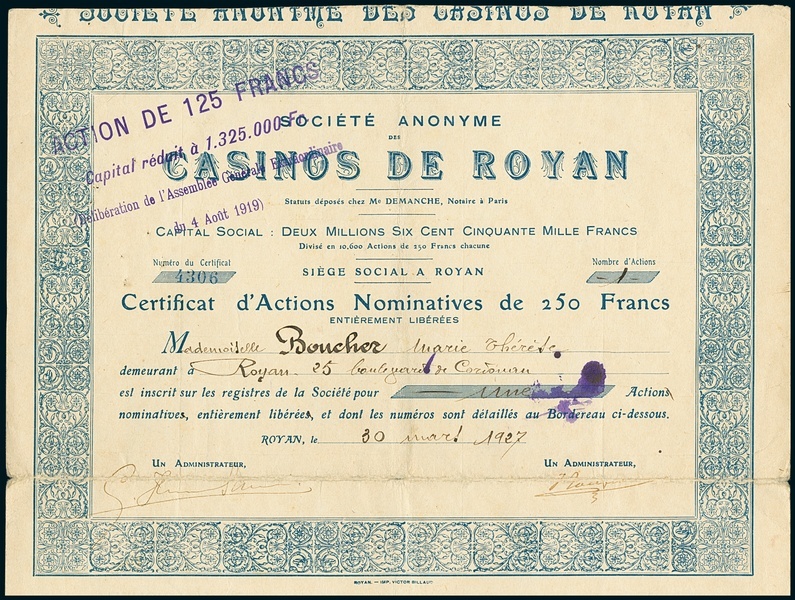 SOCIÉTÉ ANONYME DES CASINOS DE ROYAN
ACTION DE 125 FRANCS
Capital réduit à 1.325.000 Fr
(Délibération de l'Assemblée Générale Extraordinaire
du 4 Août 1919)
SOCIÉTÉ ANONYME
DES
CASINOS DE ROYAN
Statuts déposés chez Me DEMANCHE, Notaire à Paris
CAPITAL SOCIAL : DEUX MILLIONS SIX CENT CINQUANTE MILLE FRANCS
Divisé en 10,600 Actions de 250 Francs chacune
Numéro du Certificat
4306
SIÈGE SOCIAL A ROYAN
Nombre d'Actions
-1-
Certificat d'Actions Nominatives de 250 Francs
ENTIÈREMENT LIBÉRÉES
Mademoiselle Boucher Marie Thérèse
demeurant à Royan - 25 boulevard de
est inscrit sur les registres de la Société pour une Actions
nominatives, entièrement libérées, et dont les numéros sont détaillés au Bordereau ci-dessous.
ROYAN, le 30 mars 1927
UN ADMINISTRATEUR,
UN ADMINISTRATEUR,
ROYAN. — IMP. VICTOR BILLAUD